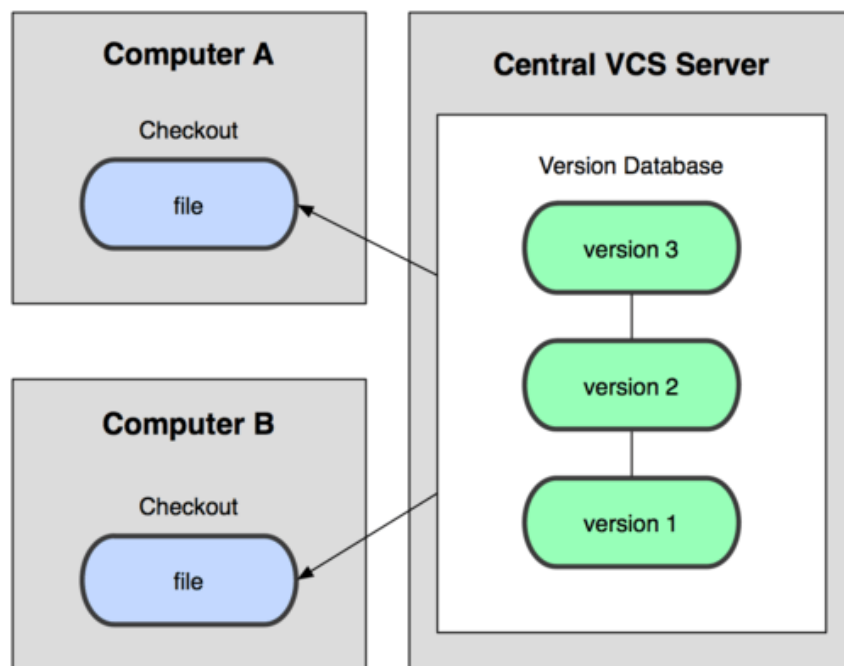 Computer A
Checkout
file
Computer B
Checkout
file
Central VCS Server
Version Database
version 3
version 2
version 1